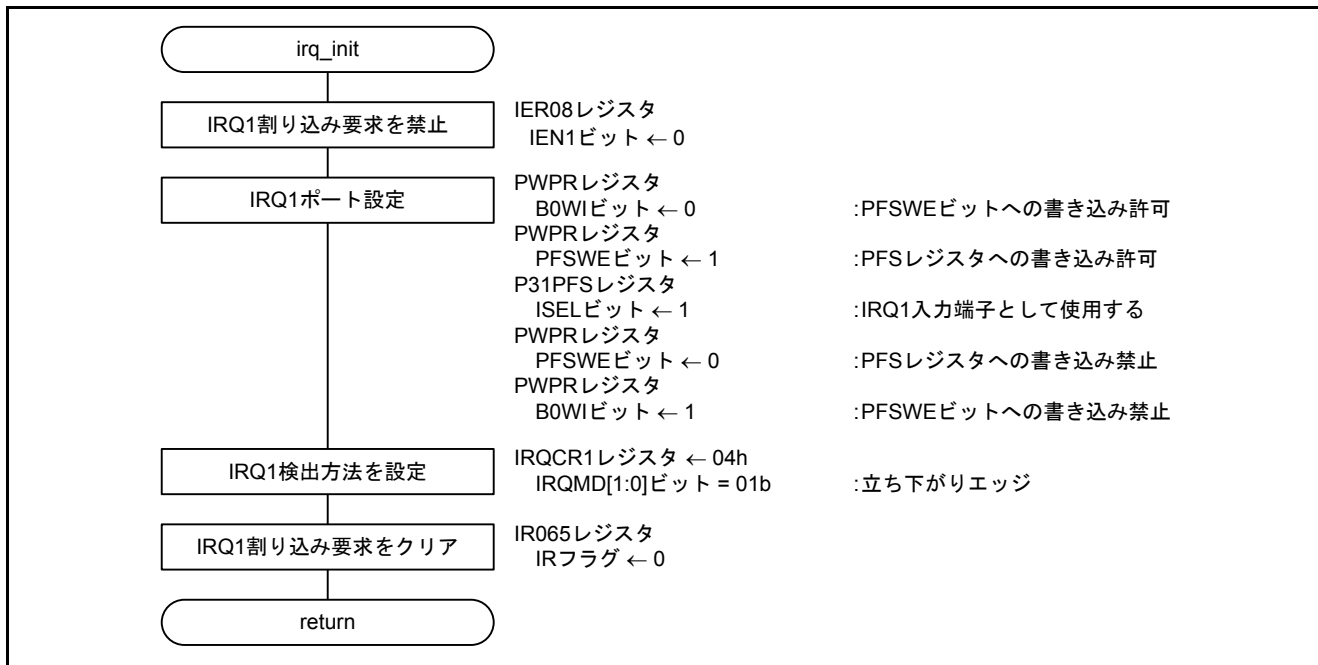 irq_init
IRQ1割り込み要求を禁止
IER08レジスタ
IEN1ビット ← 0
IRQ1ポート設定
PWPRレジスタ
B0WIビット ← 0 :PFSWEビットへの書き込み許可
PWPRレジスタ
PFSWEビット ← 1 :PFSレジスタへの書き込み許可
P31PFSレジスタ
ISELビット ← 1 :IRQ1入力端子として使用する
PWPRレジスタ
PFSWEビット ← 0 :PFSレジスタへの書き込み禁止
PWPRレジスタ
B0WIビット ← 1 :PFSWEビットへの書き込み禁止
IRQ1検出方法を設定
IRQCR1レジスタ ← 04h
IRQMD[1:0]ビット = 01b :立ち下がりエッジ
IRQ1割り込み要求をクリア
IR065レジスタ
IRフラグ ← 0
return